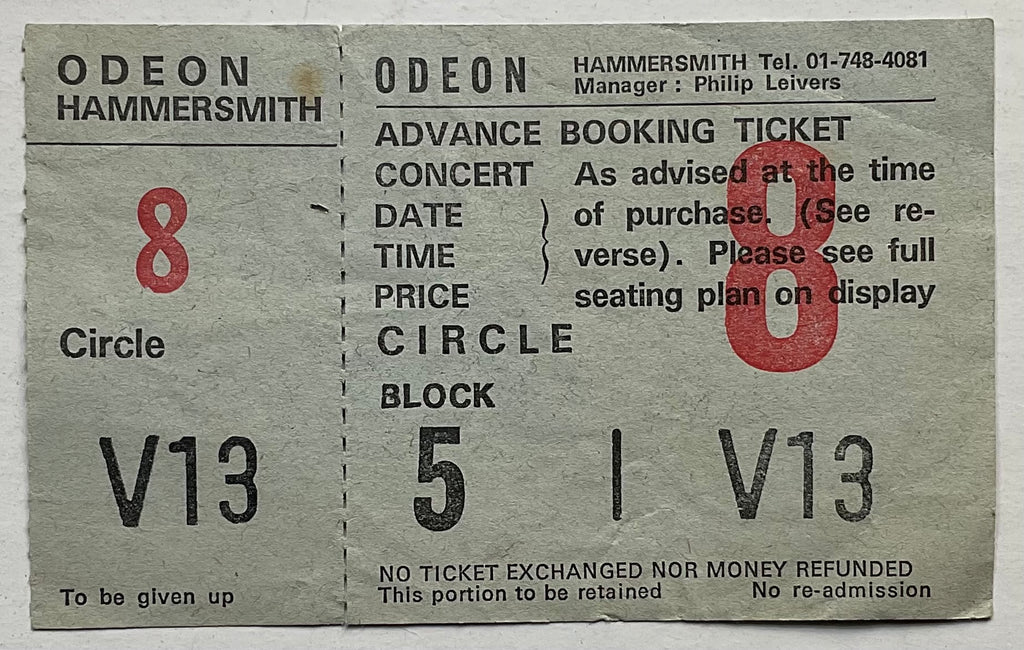 ODEON
HAMMERSMITH
8
Circle
V13
To be given up
ODEON
HAMMERSMITH Tel. 01-748-4081
Manager : Philip Leivers
ADVANCE BOOKING TICKET
CONCERT As advised at the time
DATE of purchase. (See re-
TIME verse). Please see full
PRICE seating plan on display
8
CIRCLE
BLOCK
5 | V13
NO TICKET EXCHANGED NOR MONEY REFUNDED
This portion to be retained No re-admission